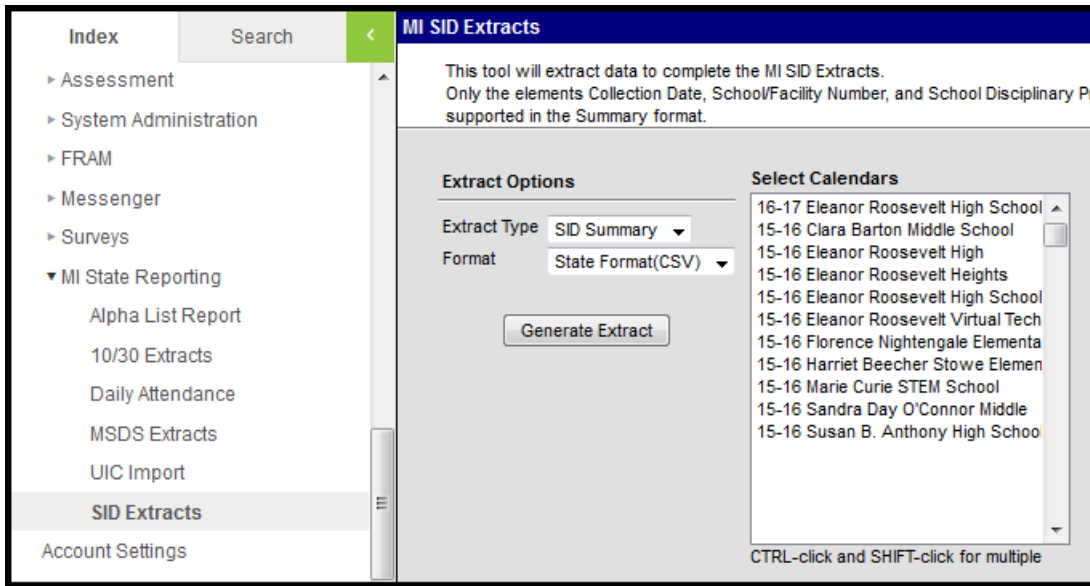 Index
Search
Assessment
System Administration
FRAM
Messenger
Surveys
MI State Reporting
Alpha List Report
10/30 Extracts
Daily Attendance
MSDS Extracts
UIC Import
SID Extracts
Account Settings
MI SID Extracts
This tool will extract data to complete the MI SID Extracts.
Only the elements Collection Date, School/Facility Number, and School Disciplinary P
supported in the Summary format.
Extract Options
Extract Type SID Summary
Format State Format(CSV)
Generate Extract
Select Calendars
16-17 Eleanor Roosevelt High School
15-16 Clara Barton Middle School
15-16 Eleanor Roosevelt High
15-16 Eleanor Roosevelt Heights
15-16 Eleanor Roosevelt High School
15-16 Eleanor Roosevelt Virtual Tech
15-16 Florence Nightengale Elementa
15-16 Harriet Beecher Stowe Elemen
15-16 Marie Curie STEM School
15-16 Sandra Day O'Connor Middle
15-16 Susan B. Anthony High Schoo
CTRL-click and SHIFT-click for multiple